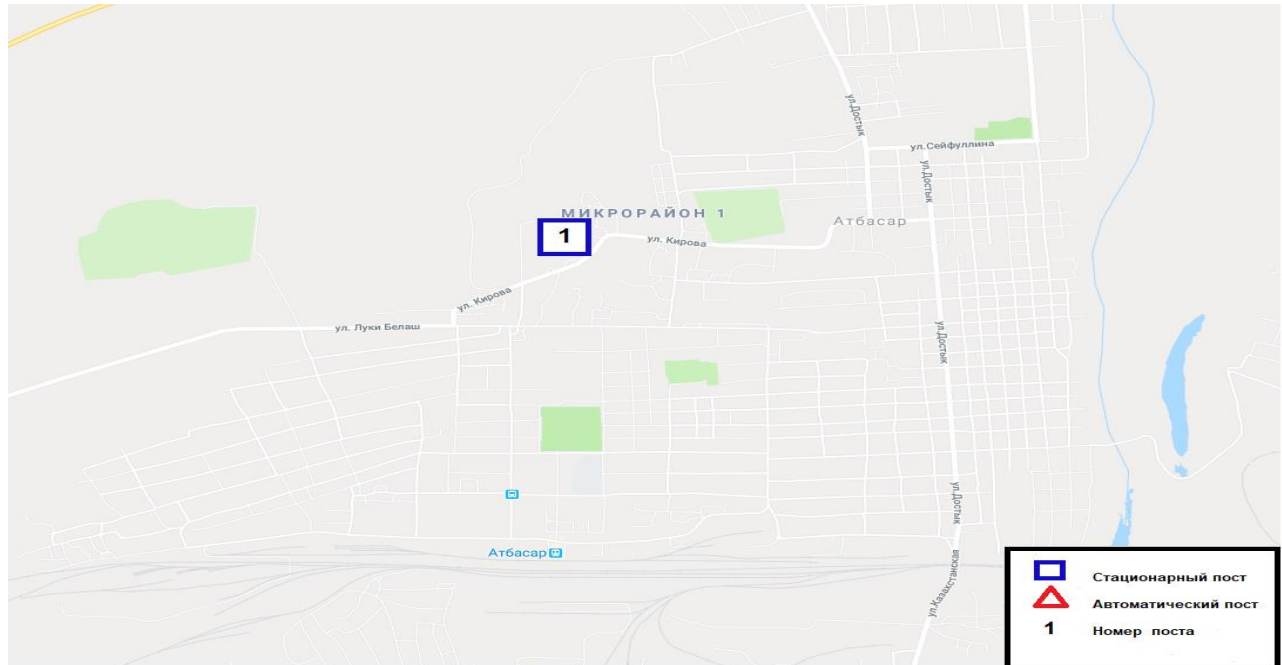 ул.Достык
ул.Сейфуллина
ул.Достык
МИКРОРАЙОН 1
Атбасар
1
ул. Кирова
ул. Кирова
ул. Луки Белаш
ул.Достык
ул.Достык
Атбасар
ул.Казахстанская
Стационарный пост
Автоматический пост
1 Номер поста